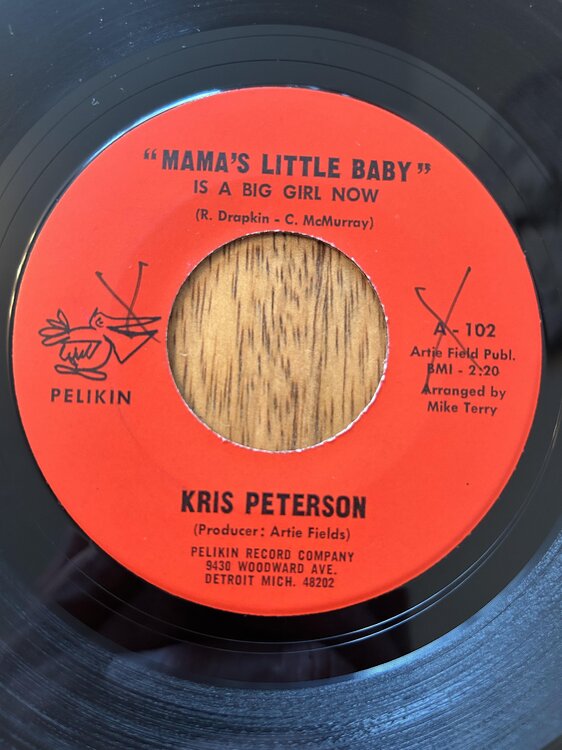 "MAMA'S LITTLE BABY"
IS A BIG GIRL NOW
(R. Drapkin - C. McMurray)
PELIKIN
A - 102
Artie Field Publ.
BMI - 2:20
Arranged by
Mike Terry
KRIS PETERSON
(Producer: Artie Fields)
PELIKIN RECORD COMPANY
9430 WOODWARD AVE.
DETROIT MICH. 48202